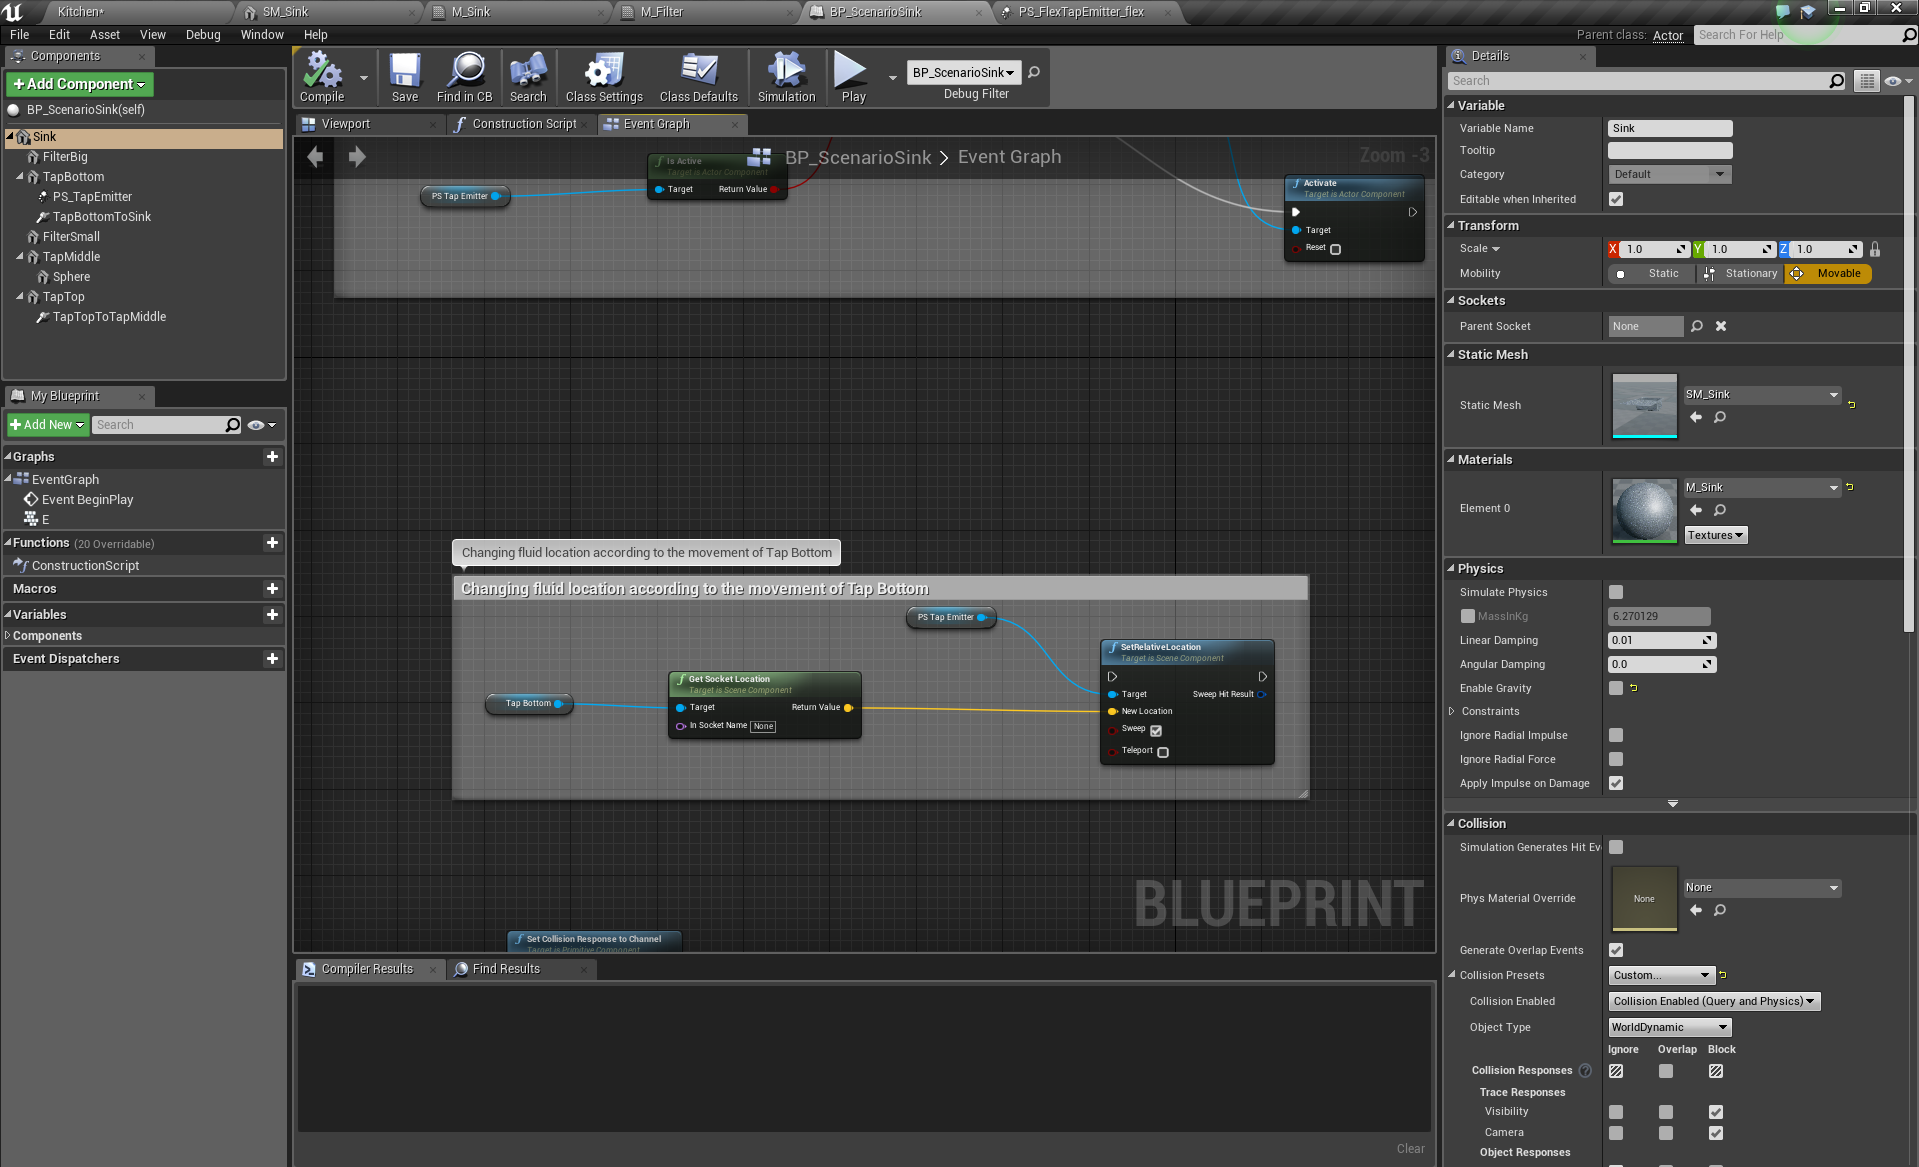 Kitchen*
SM_Sink
M_Sink
M_Filter
BP_ScenarioSink
PS_FlexTapEmitter_flex
File Edit Asset View Debug Window Help
Parent class: Actor
Search For Help
Components
+Add Component
BP_ScenarioSink(self)
Sink
FilterBig
TapBottom
PS_TapEmitter
TapBottomToSink
FilterSmall
TapMiddle
Sphere
TapTop
TapTopToTapMiddle
My Blueprint
+Add New
Search
Graphs
EventGraph
Event BeginPlay
E
Functions (20 Overridable)
ConstructionScript
Macros
Variables
Components
Event Dispatchers
Compile
Save
Find in CB
Search
Class Settings
Class Defaults
Simulation
Play
BP_ScenarioSink
Debug Filter
Viewport
Construction Script
Event Graph
BP_ScenarioSink > Event Graph
Zoom -3
PS Tap Emitter
Is Active
Target is Actor Component
Target
Return Value
Activate
Target is Actor Component
Target
Reset
Changing fluid location according to the movement of Tap Bottom
Changing fluid location according to the movement of Tap Bottom
PS Tap Emitter
Tap Bottom
Get Socket Location
Target is Scene Component
Target
Return Value
In Socket Name None
SetRelativeLocation
Target is Scene Component
Target
Sweep Hit Result
New Location
Sweep
Teleport
Set Collision Response to Channel
Target is Primitive Component
BLUEPRINT
Compiler Results
Find Results
Clear
Details
Search
Variable
Variable Name Sink
Tooltip
Category Default
Editable when Inherited
Transform
Scale X 1.0 Y 1.0 Z 1.0
Mobility Static Stationary Movable
Sockets
Parent Socket None
Static Mesh
Static Mesh SM_Sink
Materials
Element 0 M_Sink
Textures
Physics
Simulate Physics
MassInKg 6.270129
Linear Damping 0.01
Angular Damping 0.0
Enable Gravity
Constraints
Ignore Radial Impulse
Ignore Radial Force
Apply Impulse on Damage
Collision
Simulation Generates Hit Ev
Phys Material Override None None
Generate Overlap Events
Collision Presets Custom...
Collision Enabled Collision Enabled (Query and Physics)
Object Type WorldDynamic
Ignore Overlap Block
Collision Responses ?
Trace Responses
Visibility
Camera
Object Responses